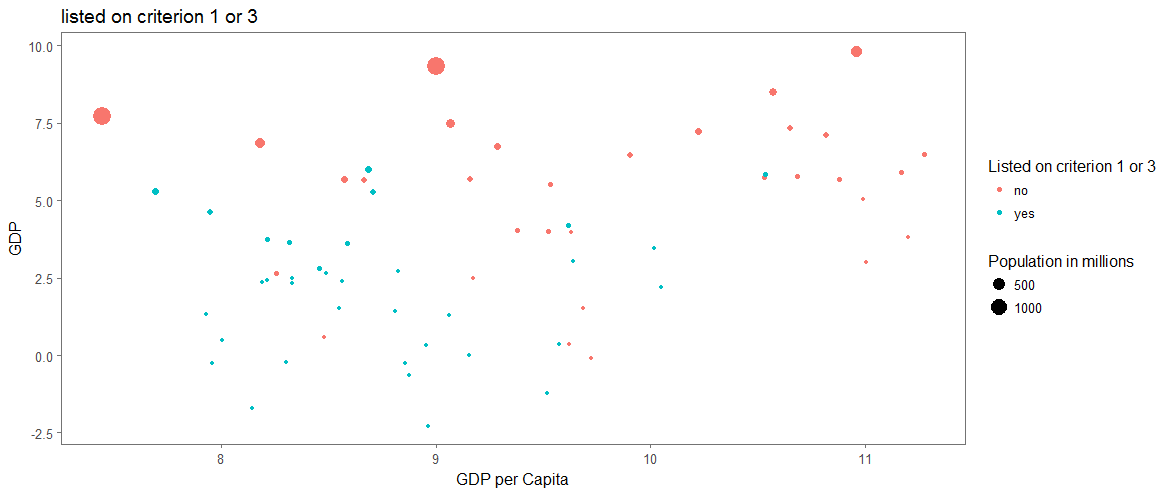 listed on criterion 1 or 3
10.0
7.5
5.0
2.5
0.0
-2.5
GDP
8
9
10
11
GDP per Capita
Listed on criterion 1 or 3
no
yes
Population in millions
500
1000